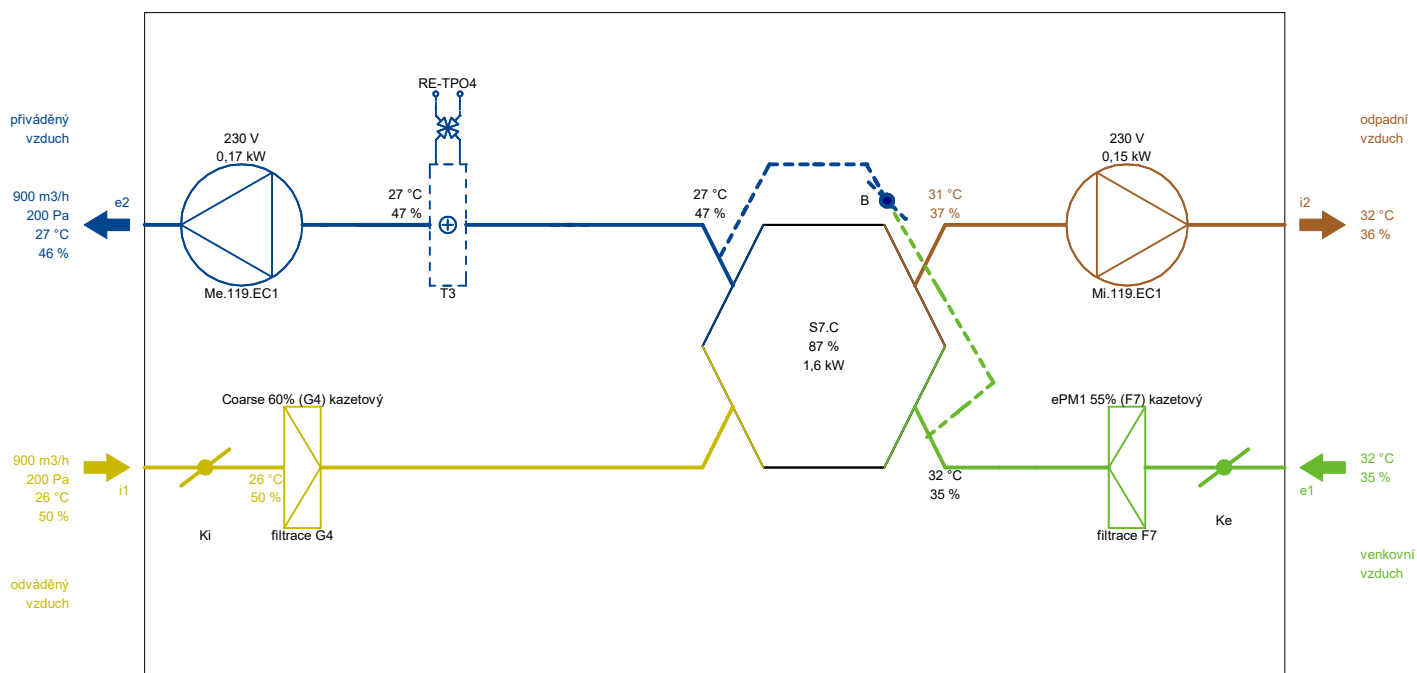 RE-TPO4
přiváděný
vzduch
230 V
0,17 kW
230 V
0,15 kW
odpadní
vzduch
900 m3/h
200 Pa
27 °C
46 %
e2
27 °C
47 %
27 °C
47 %
B
31 °C
37 %
i2
32 °C
36 %
Me.119.EC1
T3
Mi.119.EC1
S7.C
87 %
1,6 kW
Coarse 60% (G4) kazetový
ePM1 55% (F7) kazetový
900 m3/h
200 Pa
26 °C
50 %
i1
26 °C
50 %
32 °C
35 %
e1
32 °C
35 %
Ki
filtrace G4
filtrace F7
Ke
odváděný
vzduch
venkovní
vzduch